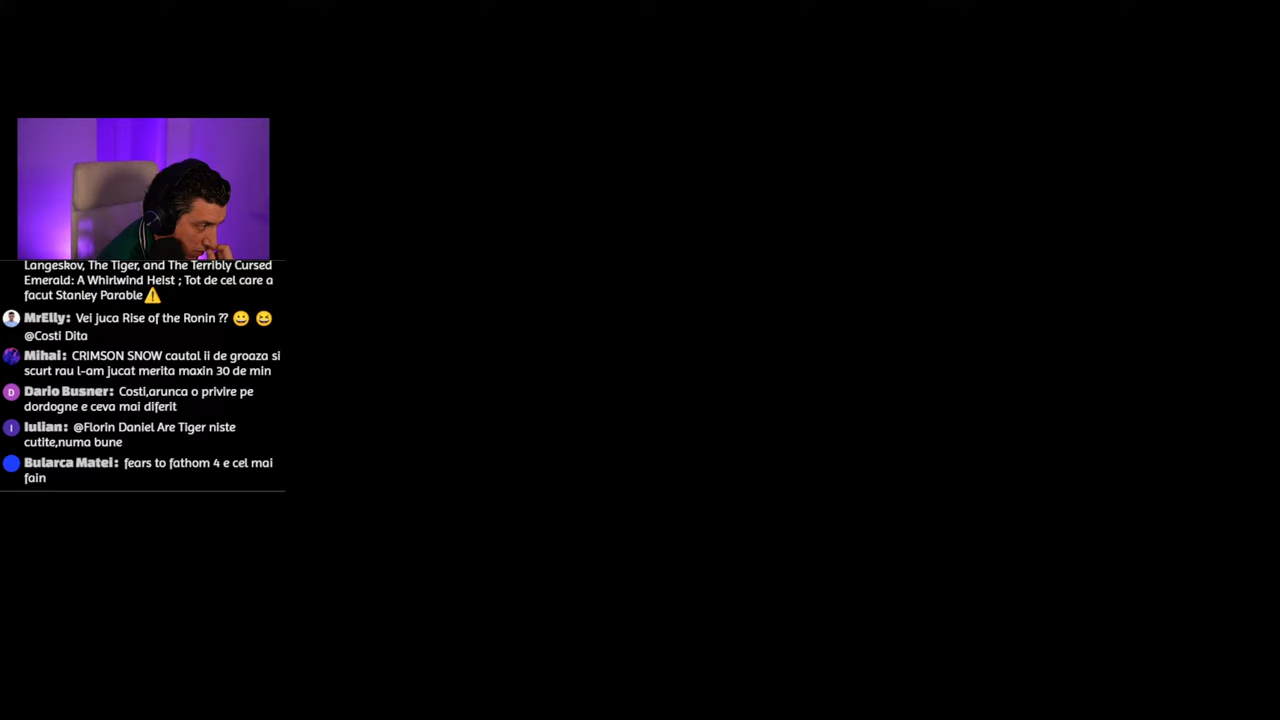 Langeskov, The Tiger, and The Terribly Cursed
Emerald: A Whirlwind Heist ; Tot de cel care a
facut Stanley Parable⚠️
MrElly: Vei juca Rise of the Ronin ?? 😀 😆
@Costi Dita
Mihai: CRIMSON SNOW cautal ii de groaza si
scurt rau l-am jucat merita maxin 30 de min
D Dario Busner: Costi,arunca o privire pe
dordogne e ceva mai diferit
I Iulian: @Florin Daniel Are Tiger niste
cutite,numa bune
Bularca Matei: fears to fathom 4 e cel mai
fain